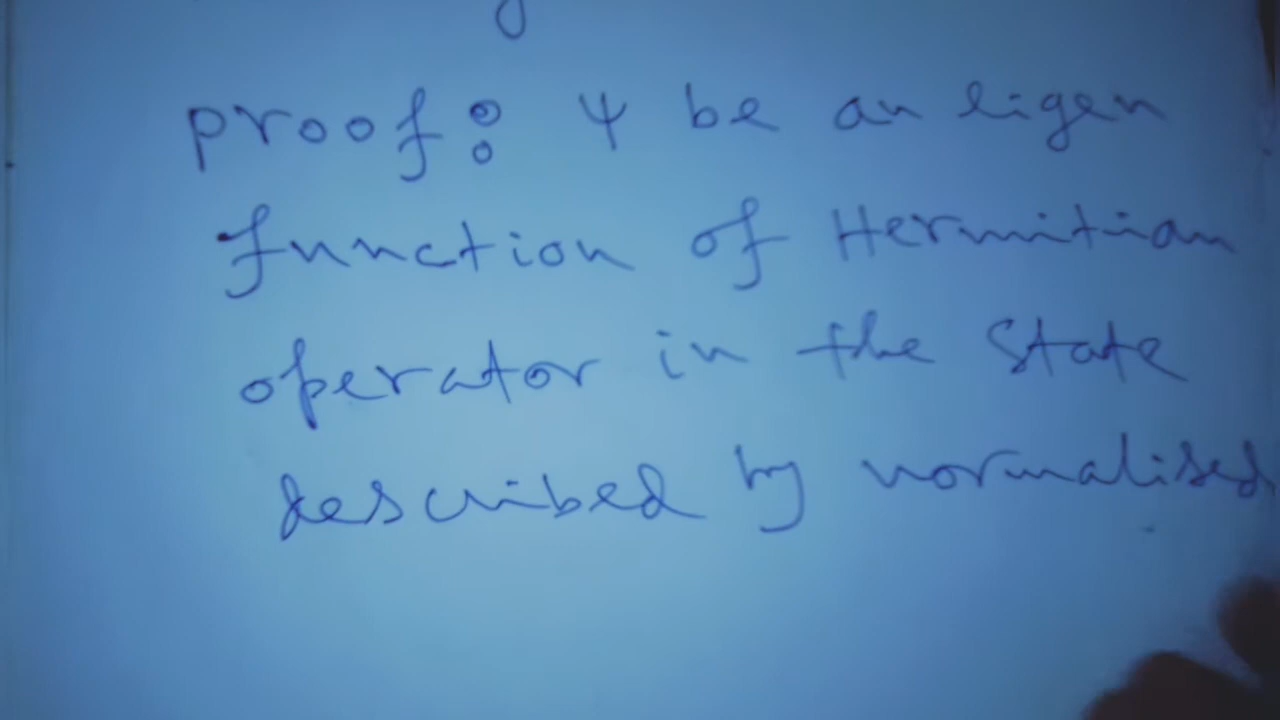 proof: ψ be an eigen
function of Hermitian
operator in the state
described by normalised